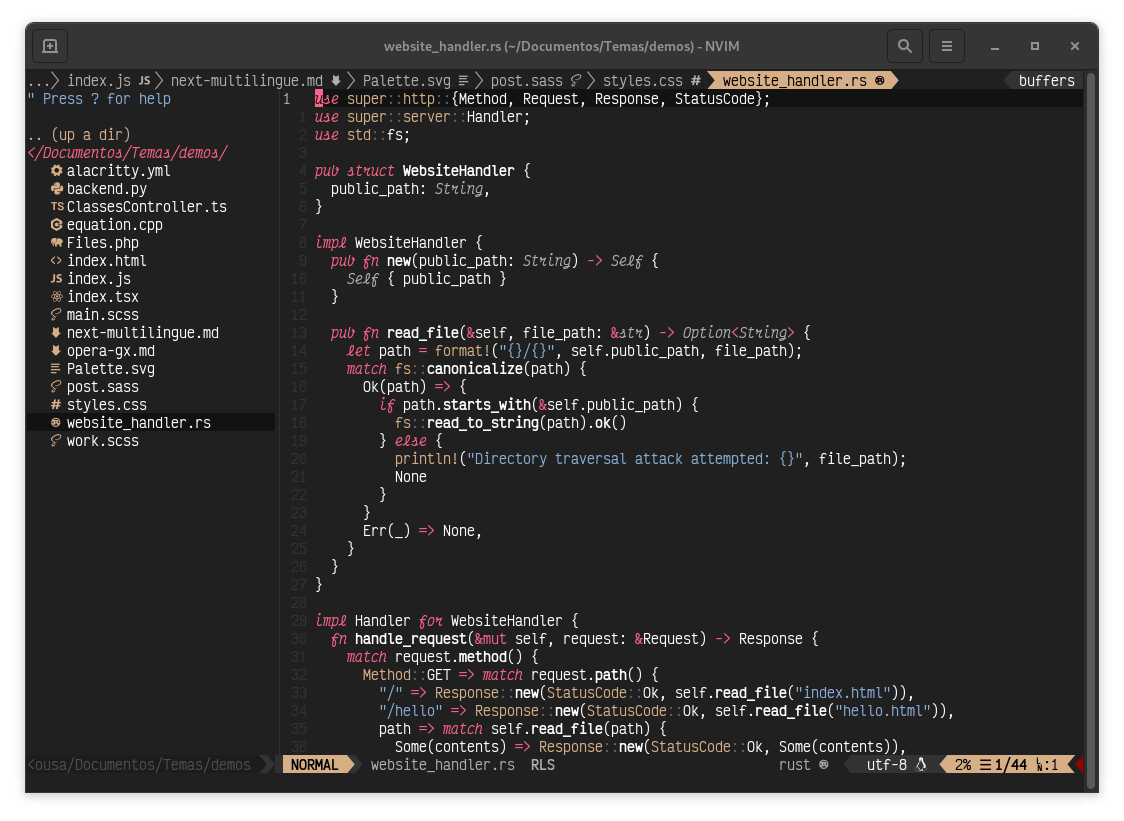 website_handler.rs (~/Documentos/Temas/demos) - NVIM
...> index.js JS > next-multilingue.md > Palette.svg > post.sass > styles.css # > website_handler.rs buffers
" Press ? for help
.. (up a dir)
</Documentos/Temas/demos/
alacritty.yml
backend.py
TS ClassesController.ts
equation.cpp
Files.php
<> index.html
JS index.js
index.tsx
main.scss
next-multilingue.md
opera-gx.md
Palette.svg
post.sass
# styles.css
website_handler.rs
work.scss
<ousa/Documentos/Temas/demos
1 use super::http::{Method, Request, Response, StatusCode};
1 use super::server::Handler;
2 use std::fs;
3
4 pub struct WebsiteHandler {
5   public_path: String,
6 }
7
8 impl WebsiteHandler {
9   pub fn new(public_path: String) -> Self {
10     Self { public_path }
11   }
12
13   pub fn read_file(&self, file_path: &str) -> Option<String> {
14     let path = format!("{}/{}", self.public_path, file_path);
15     match fs::canonicalize(path) {
16       Ok(path) => {
17         if path.starts_with(&self.public_path) {
18           fs::read_to_string(path).ok()
19         } else {
20           println!("Directory traversal attack attempted: {}", file_path);
21           None
22         }
23       }
24       Err(_) => None,
25     }
26   }
27 }
28
29 impl Handler for WebsiteHandler {
30   fn handle_request(&mut self, request: &Request) -> Response {
31     match request.method() {
32       Method::GET => match request.path() {
33         "/" => Response::new(StatusCode::Ok, self.read_file("index.html")),
34         "/hello" => Response::new(StatusCode::Ok, self.read_file("hello.html")),
35         path => match self.read_file(path) {
36           Some(contents) => Response::new(StatusCode::Ok, Some(contents)),
NORMAL website_handler.rs RLS rust utf-8 2% ☰ 1/44 LN:1